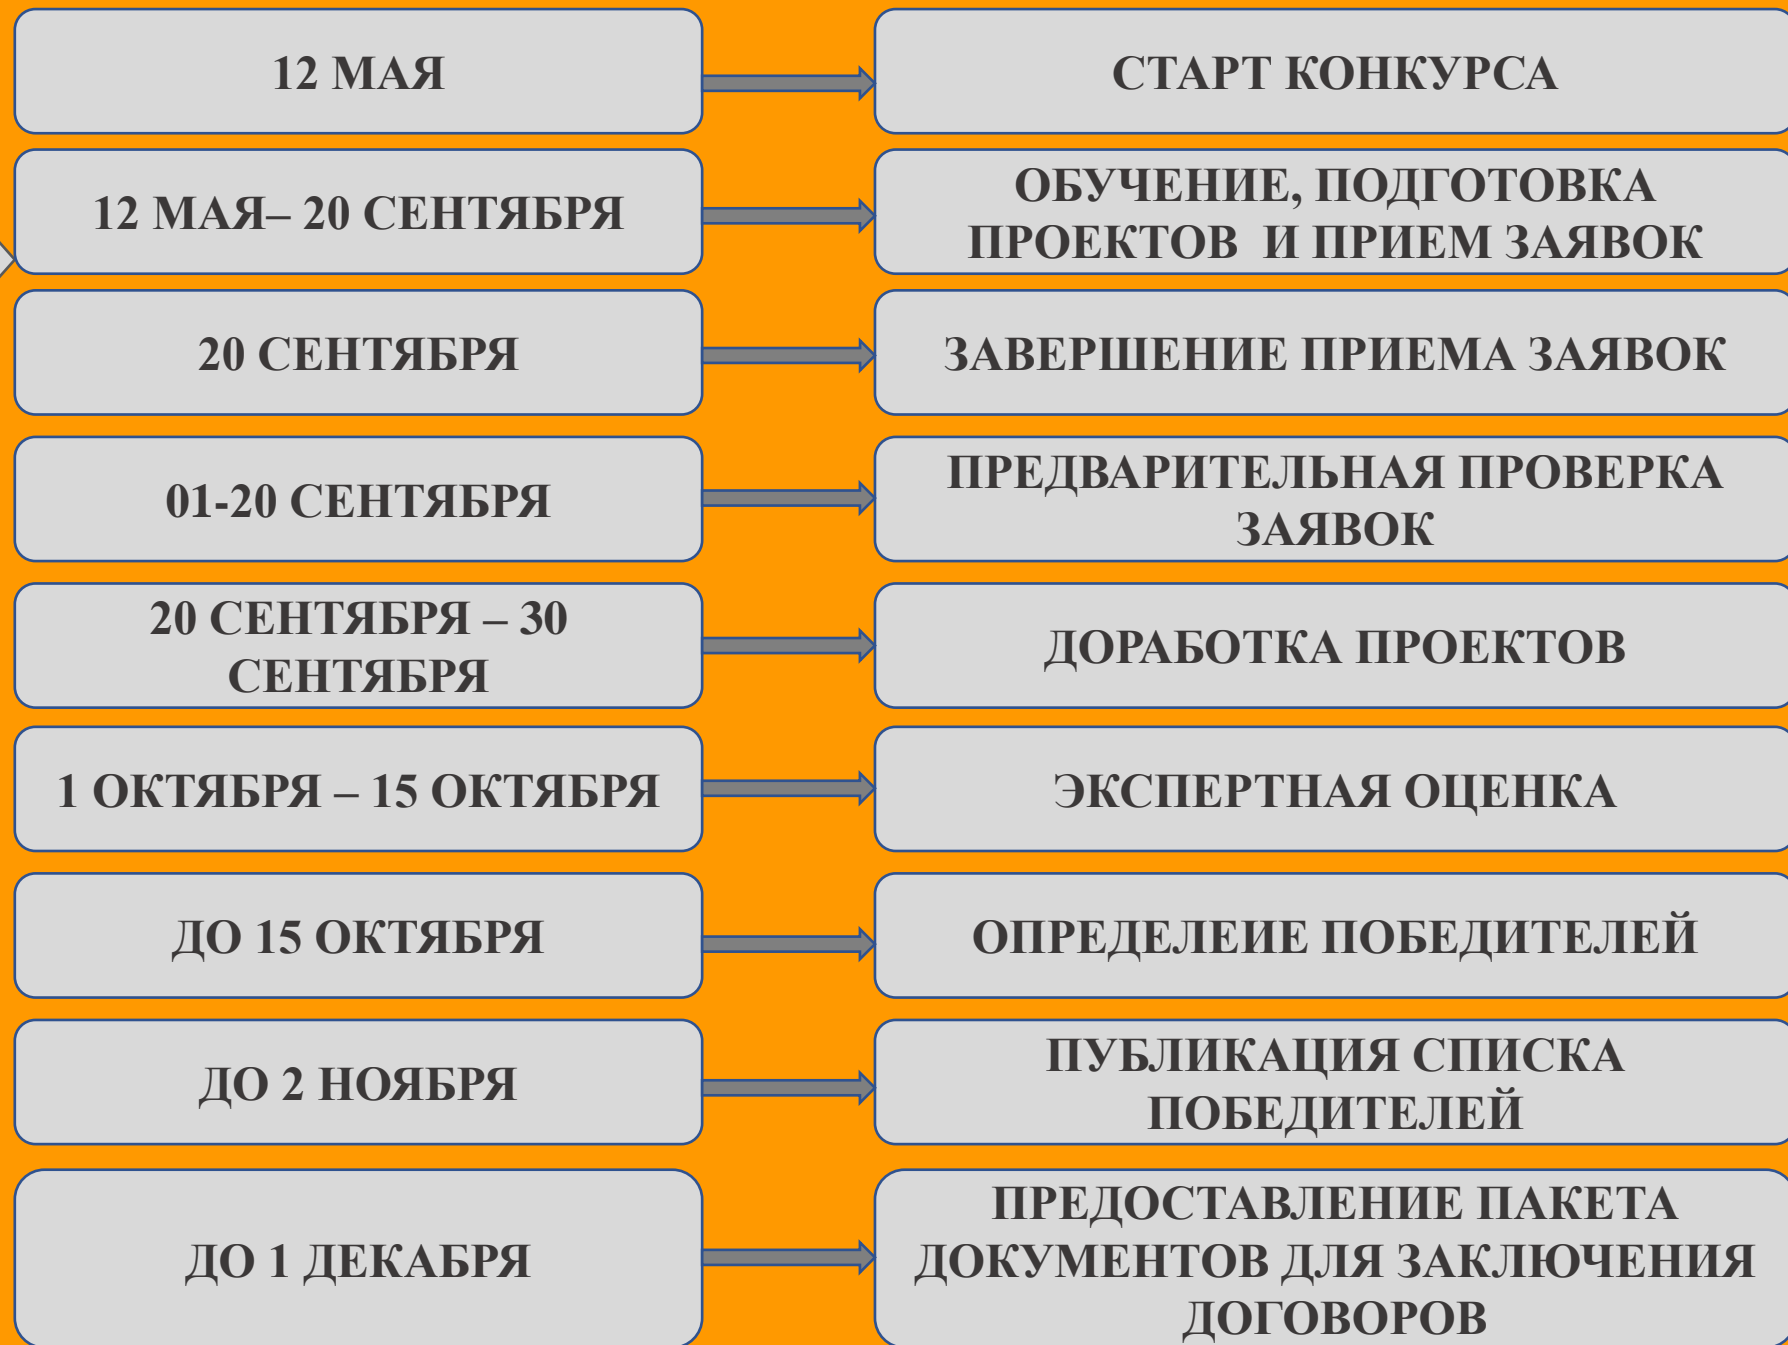 12 МАЯ
СТАРТ КОНКУРСА
12 МАЯ– 20 СЕНТЯБРЯ
ОБУЧЕНИЕ, ПОДГОТОВКА
ПРОЕКТОВ И ПРИЕМ ЗАЯВОК
20 СЕНТЯБРЯ
ЗАВЕРШЕНИЕ ПРИЕМА ЗАЯВОК
01-20 СЕНТЯБРЯ
ПРЕДВАРИТЕЛЬНАЯ ПРОВЕРКА
ЗАЯВОК
20 СЕНТЯБРЯ – 30
СЕНТЯБРЯ
ДОРАБОТКА ПРОЕКТОВ
1 ОКТЯБРЯ – 15 ОКТЯБРЯ
ЭКСПЕРТНАЯ ОЦЕНКА
ДО 15 ОКТЯБРЯ
ОПРЕДЕЛЕИЕ ПОБЕДИТЕЛЕЙ
ДО 2 НОЯБРЯ
ПУБЛИКАЦИЯ СПИСКА
ПОБЕДИТЕЛЕЙ
ДО 1 ДЕКАБРЯ
ПРЕДОСТАВЛЕНИЕ ПАКЕТА
ДОКУМЕНТОВ ДЛЯ ЗАКЛЮЧЕНИЯ
ДОГОВОРОВ